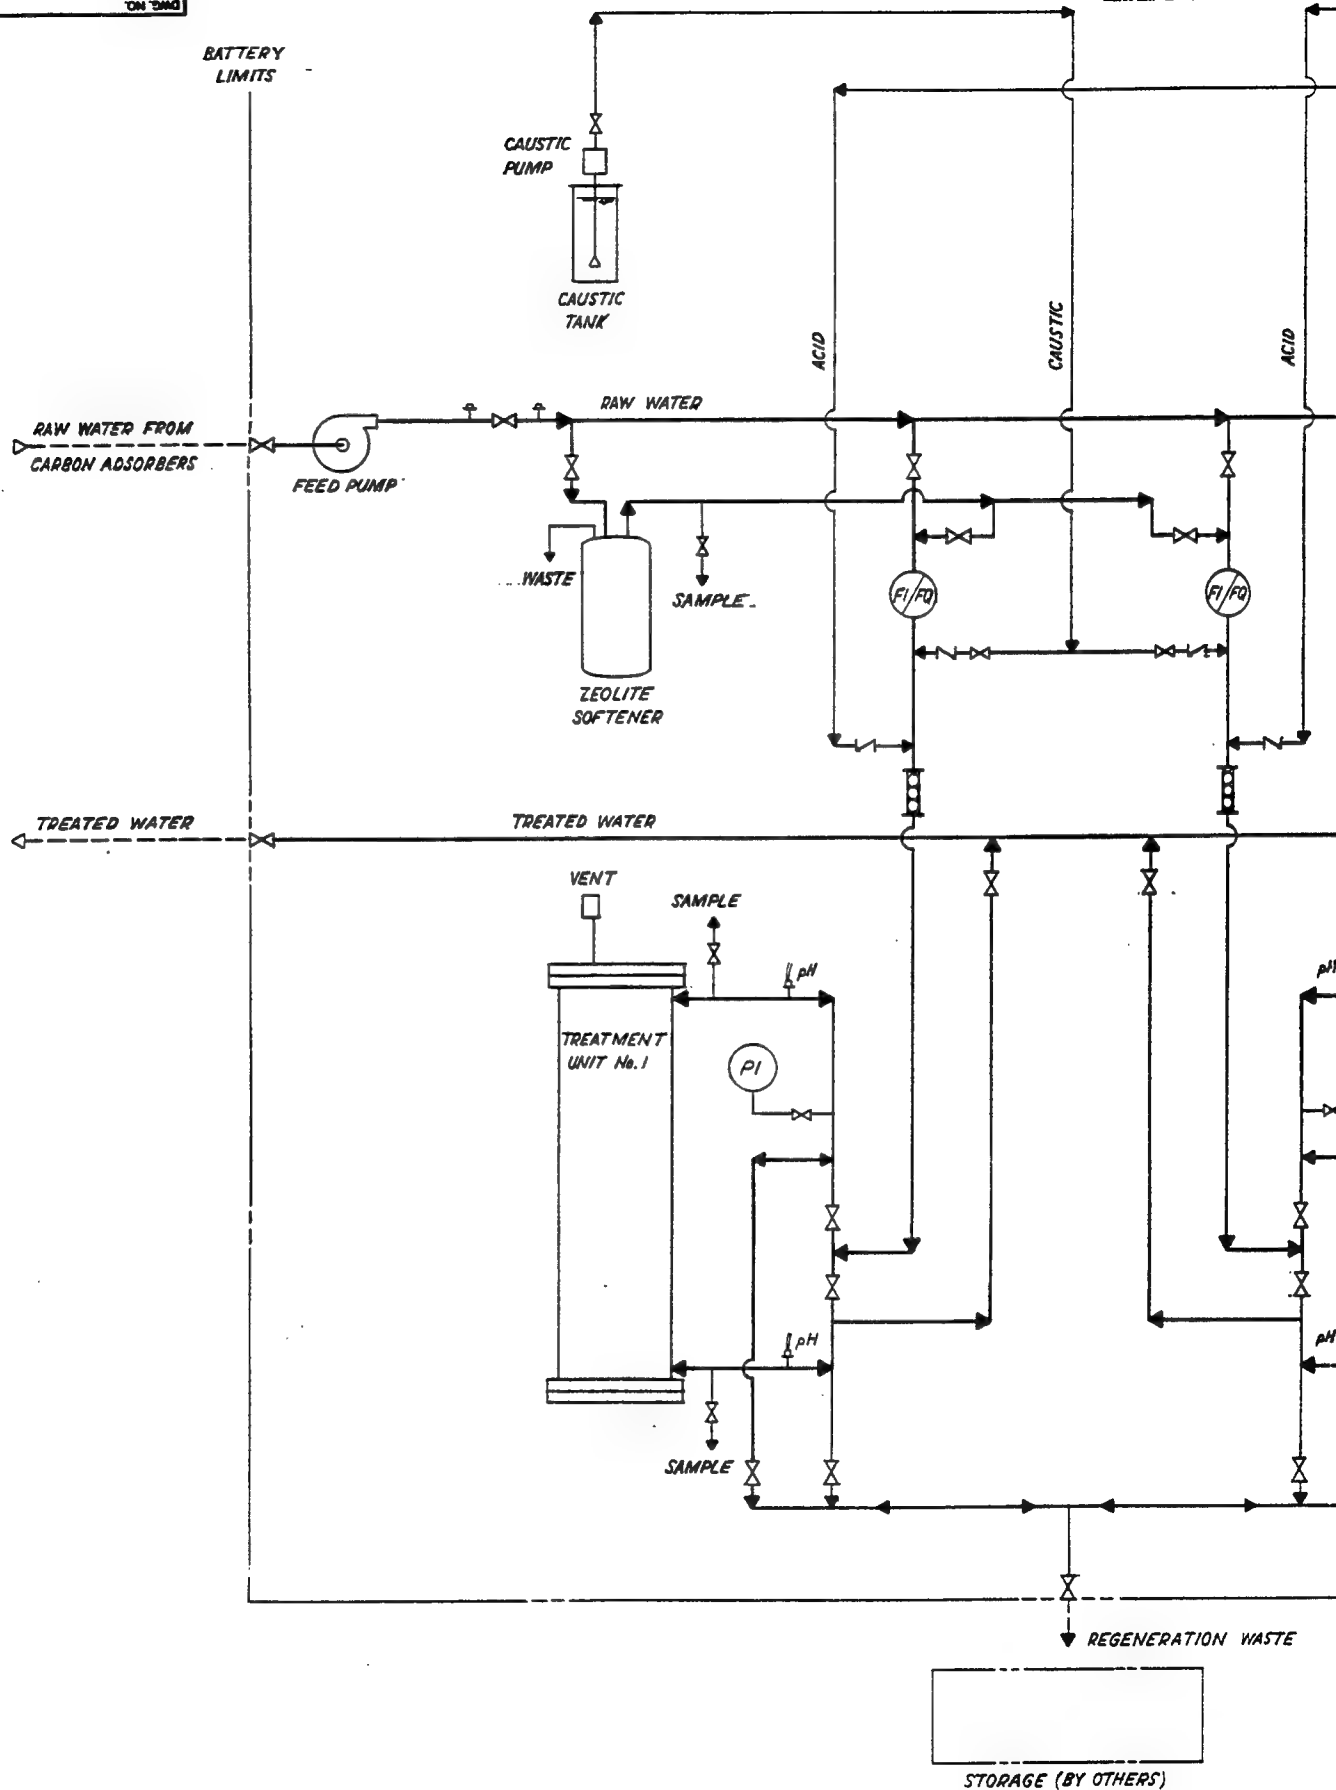 DWG. NO.
BATTERY
LIMITS
CAUSTIC
PUMP
CAUSTIC
TANK
ACID
CAUSTIC
ACID
RAW WATER
RAW WATER FROM
CARBON ADSORBERS
FEED PUMP
WASTE
SAMPLE
FI/FQ
FI/FQ
ZEOLITE
SOFTENER
TREATED WATER
TREATED WATER
VENT
SAMPLE
pH
pH
TREATMENT
UNIT No. 1
PI
pH
pH
SAMPLE
REGENERATION WASTE
STORAGE (BY OTHERS)